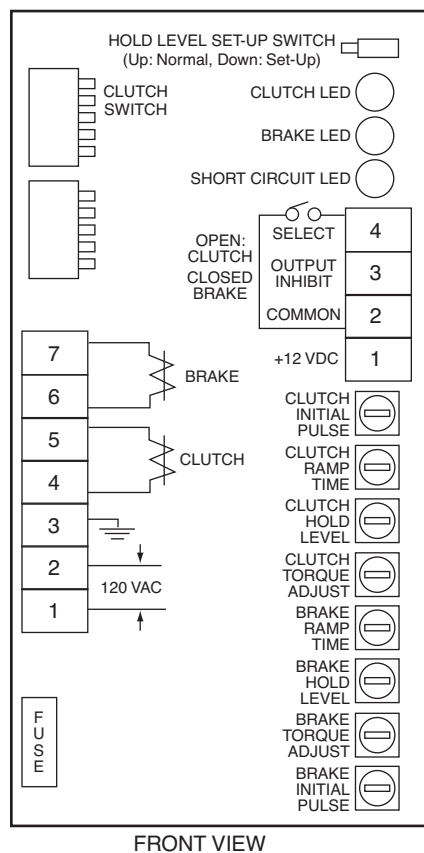 HOLD LEVEL SET-UP SWITCH
(Up: Normal, Down: Set-Up)
CLUTCH
SWITCH
CLUTCH LED
BRAKE LED
SHORT CIRCUIT LED
OPEN:
CLUTCH
CLOSED
BRAKE
SELECT
4
OUTPUT
INHIBIT
3
COMMON
2
+12 VDC
1
7
6
BRAKE
5
4
CLUTCH
3
2
1
120 VAC
CLUTCH
INITIAL
PULSE
CLUTCH
RAMP
TIME
CLUTCH
HOLD
LEVEL
CLUTCH
TORQUE
ADJUST
BRAKE
RAMP
TIME
BRAKE
HOLD
LEVEL
BRAKE
TORQUE
ADJUST
BRAKE
INITIAL
PULSE
FUSE
FRONT VIEW